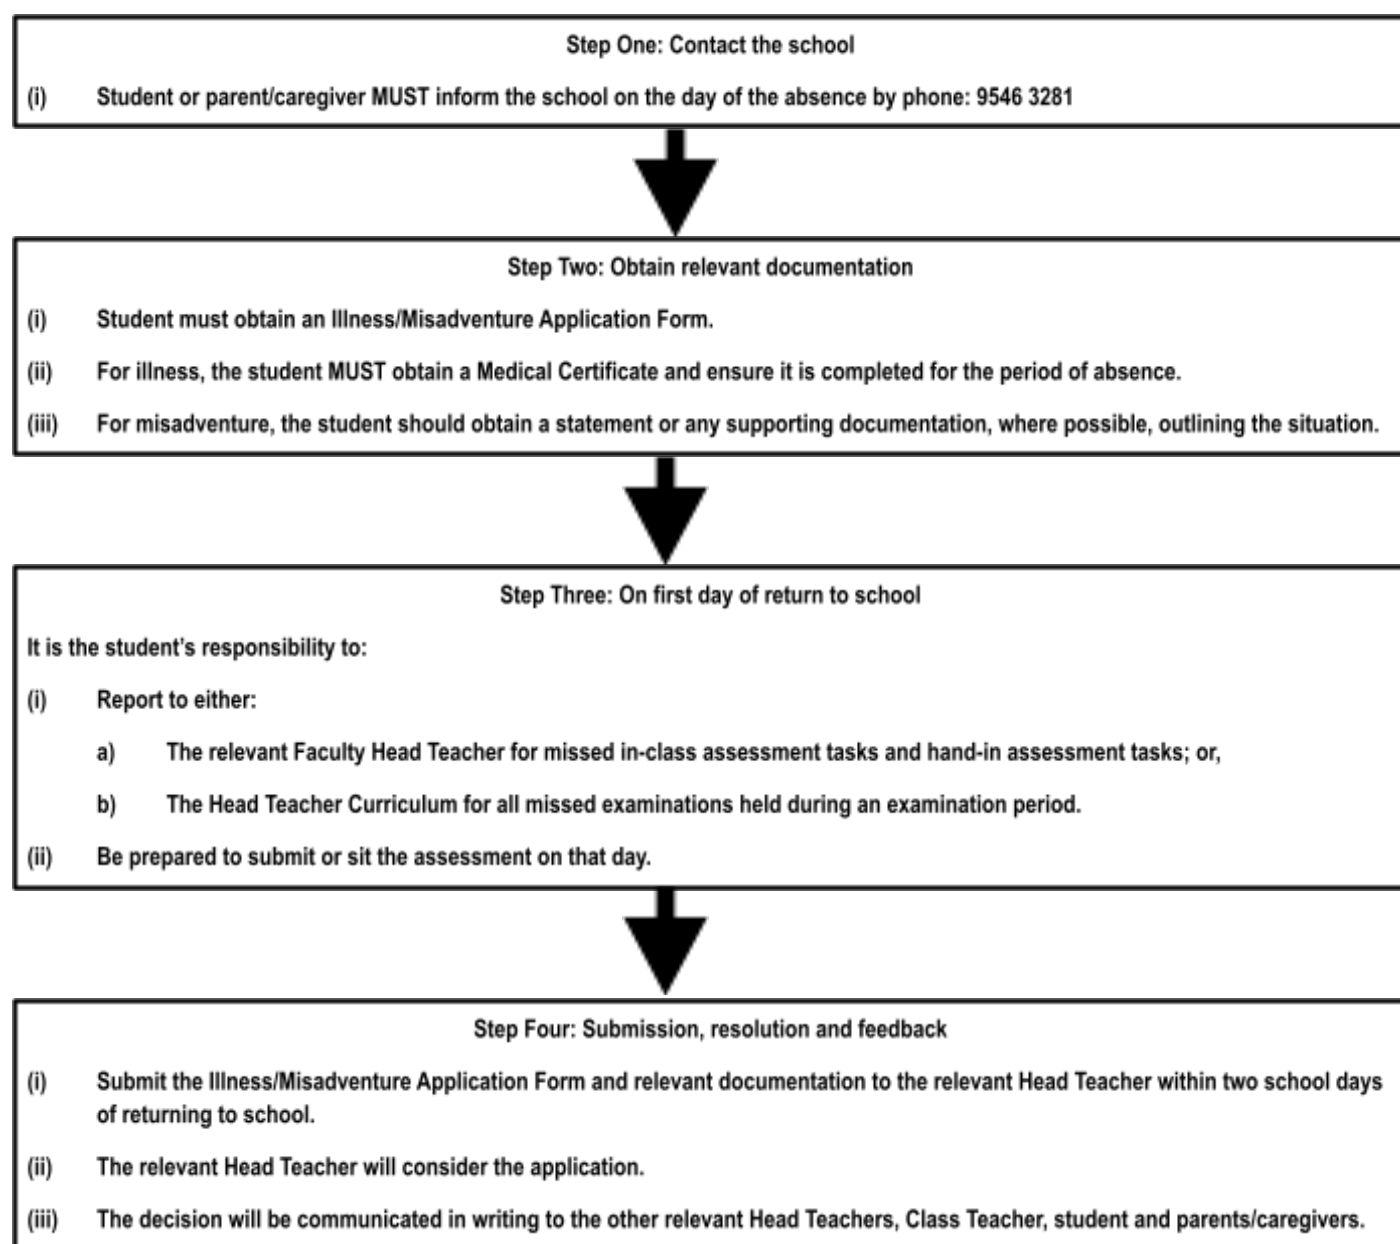 Step One: Contact the school
(i) Student or parent/caregiver MUST inform the school on the day of the absence by phone: 9546 3281
Step Two: Obtain relevant documentation
(i) Student must obtain an Illness/Misadventure Application Form.
(ii) For illness, the student MUST obtain a Medical Certificate and ensure it is completed for the period of absence.
(iii) For misadventure, the student should obtain a statement or any supporting documentation, where possible, outlining the situation.
Step Three: On first day of return to school
It is the student's responsibility to:
(i) Report to either:
a) The relevant Faculty Head Teacher for missed in-class assessment tasks and hand-in assessment tasks; or,
b) The Head Teacher Curriculum for all missed examinations held during an examination period.
(ii) Be prepared to submit or sit the assessment on that day.
Step Four: Submission, resolution and feedback
(i) Submit the Illness/Misadventure Application Form and relevant documentation to the relevant Head Teacher within two school days
of returning to school.
(ii) The relevant Head Teacher will consider the application.
(iii) The decision will be communicated in writing to the other relevant Head Teachers, Class Teacher, student and parents/caregivers.